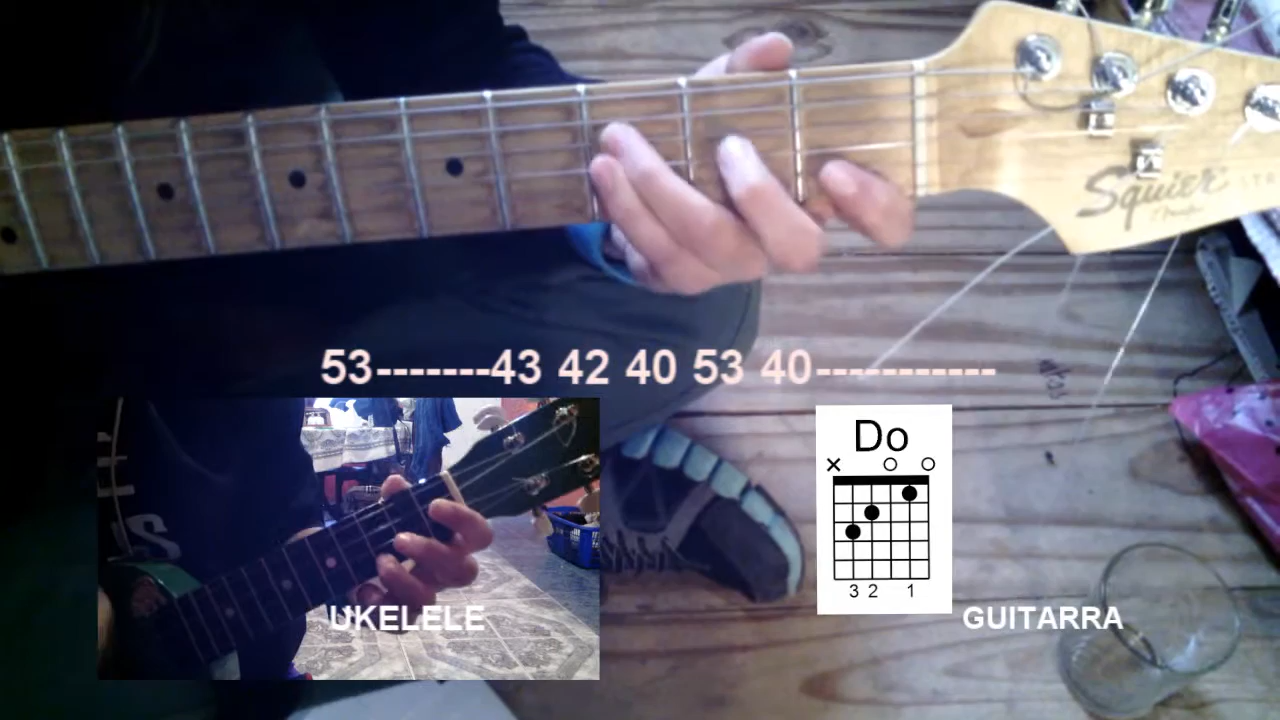 Squier
53-------43 42 40 53 40-----------
Do
3 2 1
UKELELE
GUITARRA